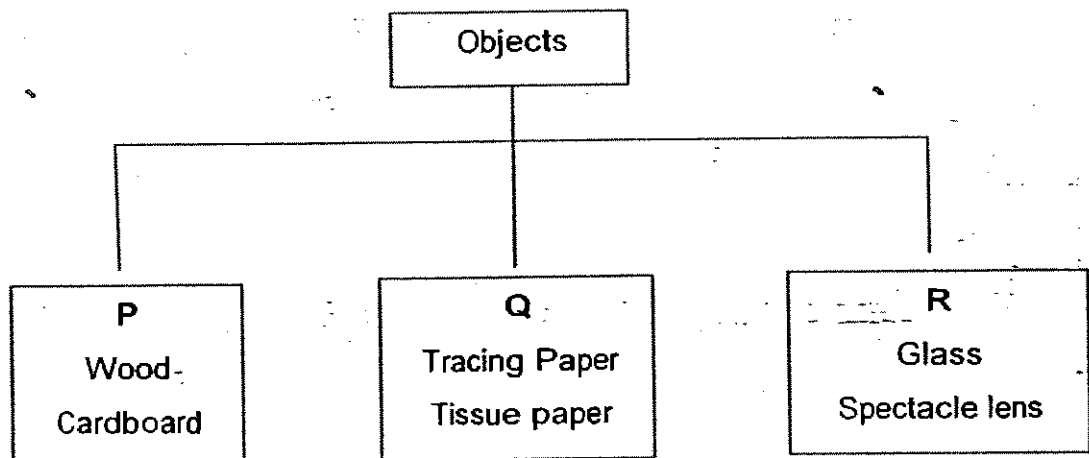 Objects
P
Wood
Cardboard
Q
Tracing Paper
Tissue paper
R
Glass
Spectacle lens